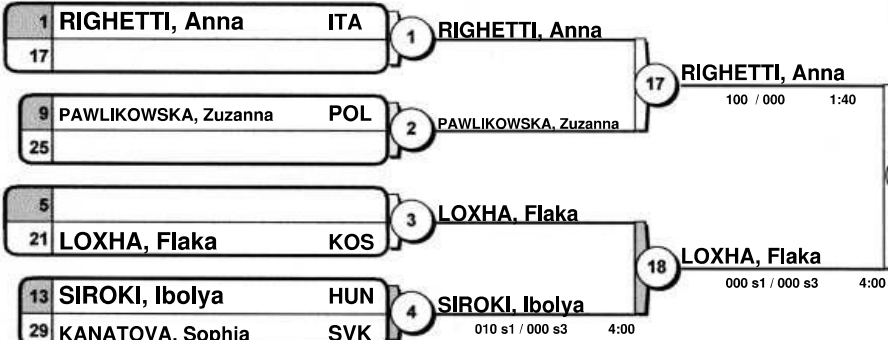 1 RIGHETTI, Anna ITA
17
1 RIGHETTI, Anna
9 PAWLIKOWSKA, Zuzanna POL
25
2 PAWLIKOWSKA, Zuzanna
17 RIGHETTI, Anna
100 / 000 1:40
5
21 LOXHA, Flaka KOS
3 LOXHA, Flaka
13 SIROKI, Ibolya HUN
29 KANATOVA, Sophia SVK
4 SIROKI, Ibolya
010 s1 / 000 s3 4:00
18 LOXHA, Flaka
000 s1 / 000 s3 4:00